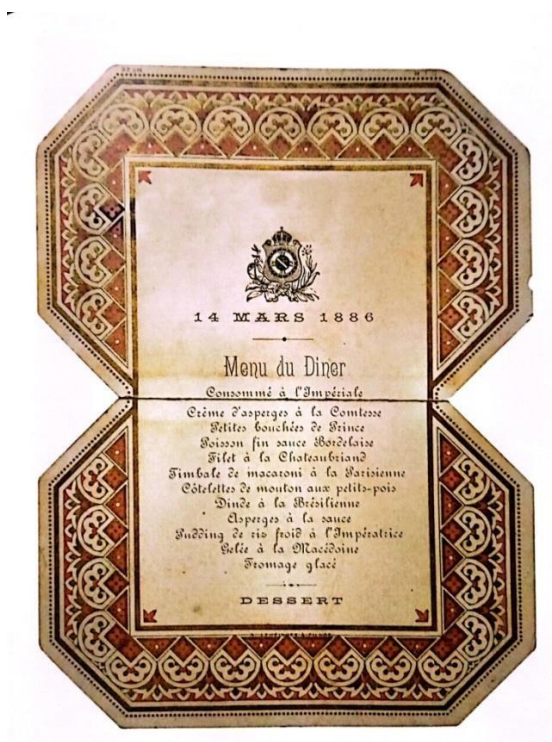 14 MARS 1886
Menu du Diner
Consommé à l'Impériale
Crème d'asperges à la Comtesse
Petites bouchées de Prince
Poisson fin sauce Bordelaise
Filet à la Chateaubriand
Timbale de macaroni à la Parisienne
Côtelettes de mouton aux petits-pois
Dinde à la Brésilienne
Asperges à la sauce
Pudding de riz froid à l'Impératrice
Gelée à la Macédoine
Fromage glacé
DESSERT